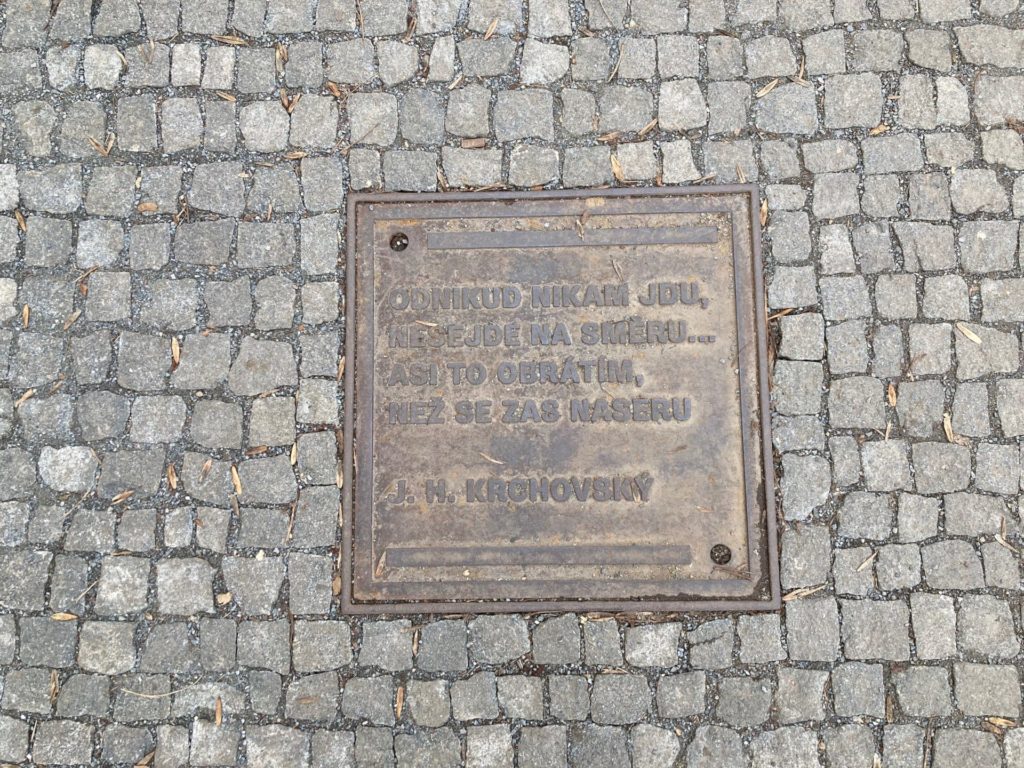 ODNIKUD NIKAM JDU,
NESEJDE NA SMĚRU...
ASI TO OBRÁTÍM,
NEŽ SE ZAS NASERU
J. H. KRCHOVSKÝ